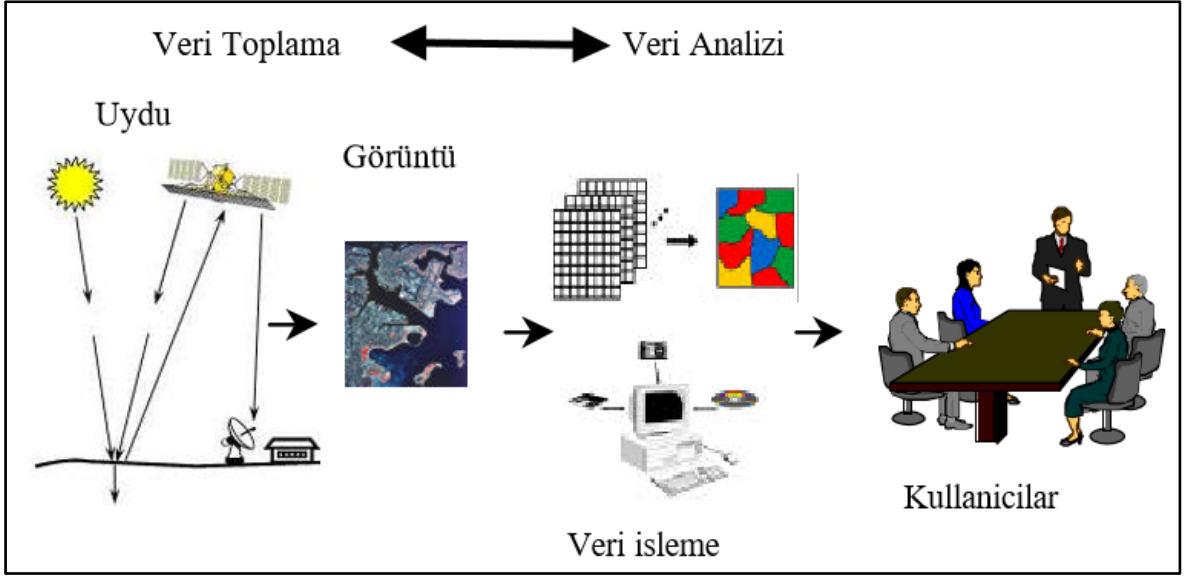 Veri Toplama
Veri Analizi
Uydu
Görüntü
Kullanicilar
Veri isleme